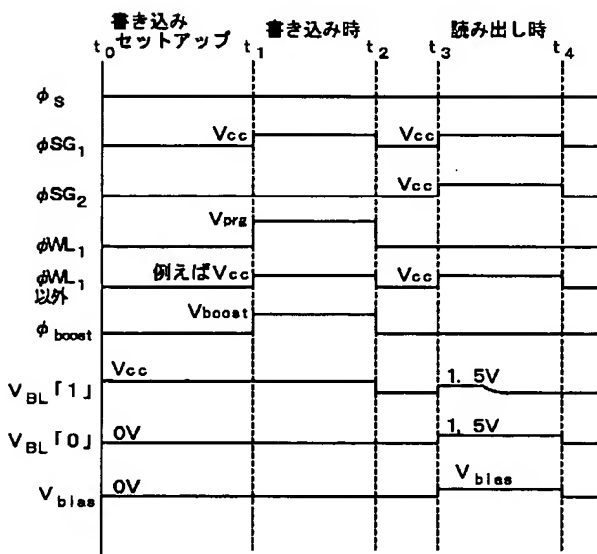 書き込み
セットアップ 書き込み時 読み出し時
t0 t1 t2 t3 t4
φS
φSG1 Vcc Vcc
φSG2 Vcc
φWL1 Vprg
φWL1
以外 例えばVcc Vcc
φboost Vboost
VBL「1」 Vcc 1. 5V
VBL「0」 0V 1. 5V
Vbias 0V Vbias